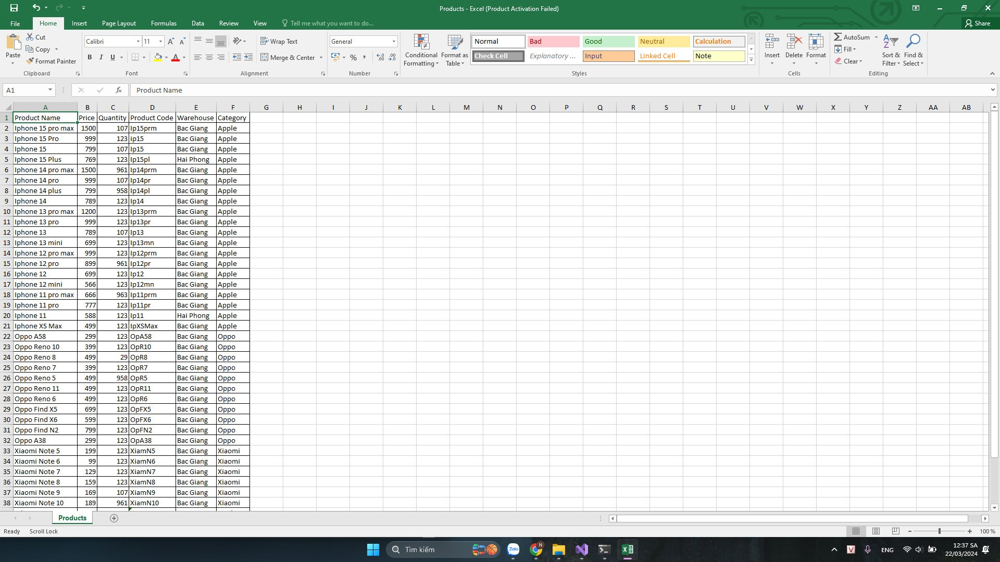 Products - Excel (Product Activation Failed)
File Home Insert Page Layout Formulas Data Review View Tell me what you want to do... Share
Paste Cut Copy Format Painter Clipboard
Calibri 11 A A B I U A Font
Wrap Text Merge & Center Alignment
General % , .0 .00 .00 .0 Number
Conditional Formatting Format as Table
Normal Bad Good Neutral Calculation
Check Cell Explanatory ... Input Linked Cell Note
Styles
Insert Delete Format Cells
AutoSum Fill Clear Sort & Filter Find & Select Editing
A1 fx Product Name
A B C D E F G H I J K L M N O P Q R S T U V W X Y Z AA AB
1 Product Name Price Quantity Product Code Warehouse Category
2 Iphone 15 pro max 1500 107 Ip15prm Bac Giang Apple
3 Iphone 15 Pro 999 123 ip15 Bac Giang Apple
4 Iphone 15 799 107 Ip15 Bac Giang Apple
5 Iphone 15 Plus 769 123 Ip15pl Hai Phong Apple
6 Iphone 14 pro max 1500 961 Ip14prm Bac Giang Apple
7 Iphone 14 pro 999 107 Ip14pr Bac Giang Apple
8 Iphone 14 plus 799 958 Ip14pl Bac Giang Apple
9 Iphone 14 789 123 Ip14 Bac Giang Apple
10 Iphone 13 pro max 1200 123 Ip13prm Bac Giang Apple
11 Iphone 13 pro 999 123 Ip13pr Bac Giang Apple
12 Iphone 13 789 107 Ip13 Bac Giang Apple
13 Iphone 13 mini 699 123 Ip13mn Bac Giang Apple
14 Iphone 12 pro max 999 123 Ip12prm Bac Giang Apple
15 Iphone 12 pro 899 961 Ip12pr Bac Giang Apple
16 Iphone 12 699 123 Ip12 Bac Giang Apple
17 Iphone 12 mini 566 123 Ip12mn Bac Giang Apple
18 Iphone 11 pro max 666 963 Ip11prm Bac Giang Apple
19 Iphone 11 pro 777 123 Ip11pr Bac Giang Apple
20 Iphone 11 588 123 Ip11 Hai Phong Apple
21 Iphone XS Max 499 123 IpXSMax Bac Giang Apple
22 Oppo A58 299 123 OpA58 Bac Giang Oppo
23 Oppo Reno 10 399 123 OpR10 Bac Giang Oppo
24 Oppo Reno 8 499 29 OpR8 Bac Giang Oppo
25 Oppo Reno 7 399 123 OpR7 Bac Giang Oppo
26 Oppo Reno 5 499 958 OpR5 Bac Giang Oppo
27 Oppo Reno 11 499 123 OpR11 Bac Giang Oppo
28 Oppo Reno 6 499 123 OpR6 Bac Giang Oppo
29 Oppo Find X5 699 123 OpFX5 Bac Giang Oppo
30 Oppo Find X6 599 123 OpFX6 Bac Giang Oppo
31 Oppo Find N2 799 123 OpFN2 Bac Giang Oppo
32 Oppo A38 299 123 OpA38 Bac Giang Oppo
33 Xiaomi Note 5 199 123 XiamN5 Bac Giang Xiaomi
34 Xiaomi Note 6 99 123 XiamN6 Bac Giang Xiaomi
35 Xiaomi Note 7 129 123 XiamN7 Bac Giang Xiaomi
36 Xiaomi Note 8 159 123 XiamN8 Bac Giang Xiaomi
37 Xiaomi Note 9 169 107 XiamN9 Bac Giang Xiaomi
38 Xiaomi Note 10 189 961 XiamN10 Bac Giang Xiaomi
Products
Ready Scroll Lock 100 %
Tìm kiếm Zalo N V ENG 12:37 SA
22/03/2024